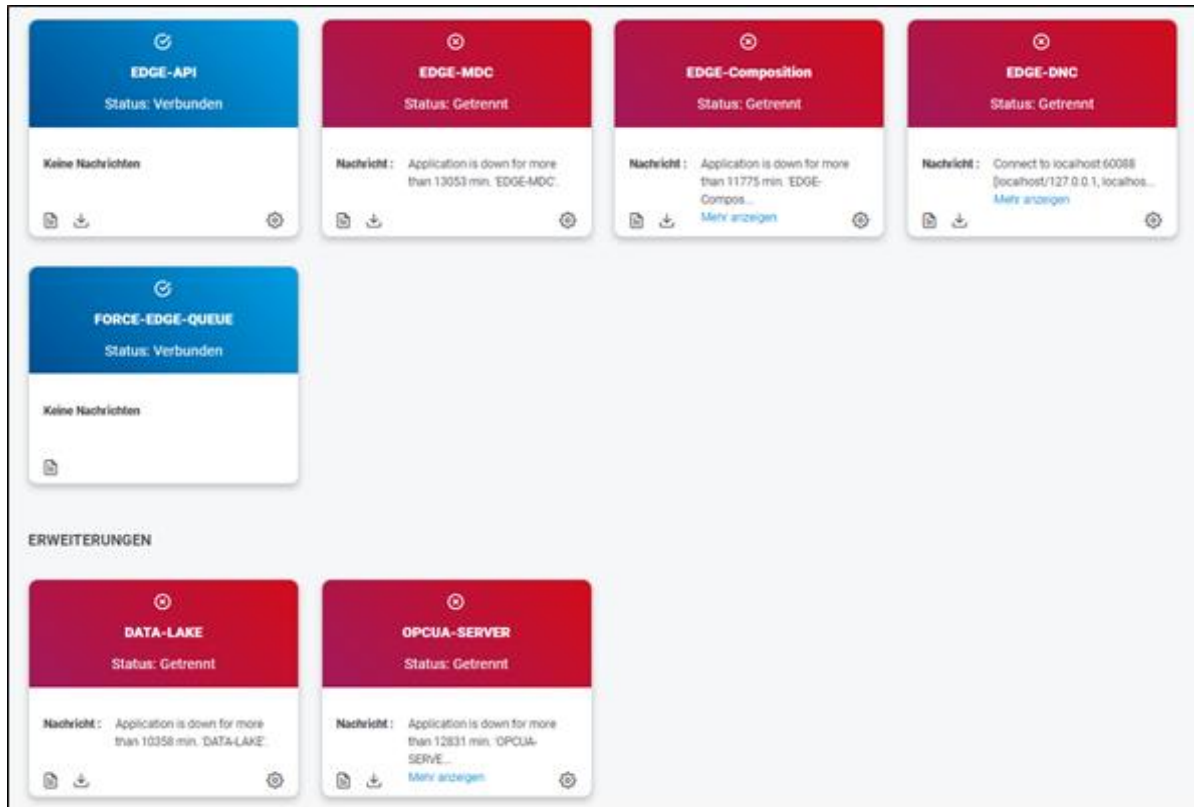 EDGE-API
Status: Verbunden
Keine Nachrichten
EDGE-MDC
Status: Getrennt
Nachricht : Application is down for more
than 13053 min. 'EDGE-MDC'.
EDGE-Composition
Status: Getrennt
Nachricht : Application is down for more
than 11775 min. 'EDGE-
Compos...
Mehr anzeigen
EDGE-DNC
Status: Getrennt
Nachricht : Connect to localhost:60088
[localhost/127.0.0.1, localhos...
Mehr anzeigen
FORCE-EDGE-QUEUE
Status: Verbunden
Keine Nachrichten
ERWEITERUNGEN
DATA-LAKE
Status: Getrennt
Nachricht : Application is down for more
than 10358 min. 'DATA-LAKE'.
OPCUA-SERVER
Status: Getrennt
Nachricht : Application is down for more
than 12831 min. 'OPCUA-
SERVE...
Mehr anzeigen